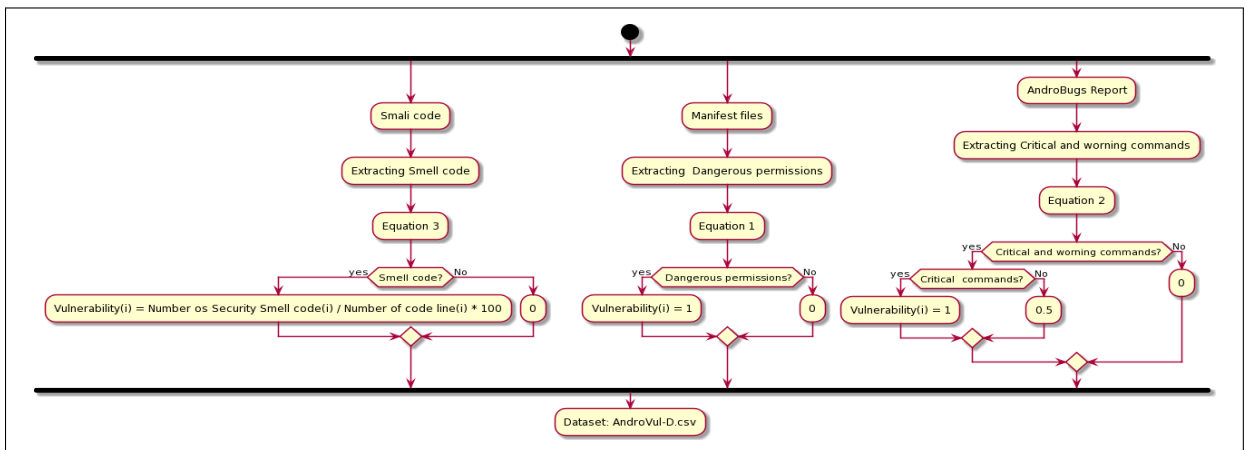 Smali code
Extracting Smell code
Equation 3
Smell code?
yes
No
Vulnerability(i) = Number os Security Smell code(i) / Number of code line(i) * 100
0
Manifest files
Extracting  Dangerous permissions
Equation 1
Dangerous permissions?
yes
No
Vulnerability(i) = 1
0
AndroBugs Report
Extracting Critical and worning commands
Equation 2
Critical and worning commands?
yes
No
Critical  commands?
yes
No
Vulnerability(i) = 1
0.5
0
Dataset: AndroVul-D.csv